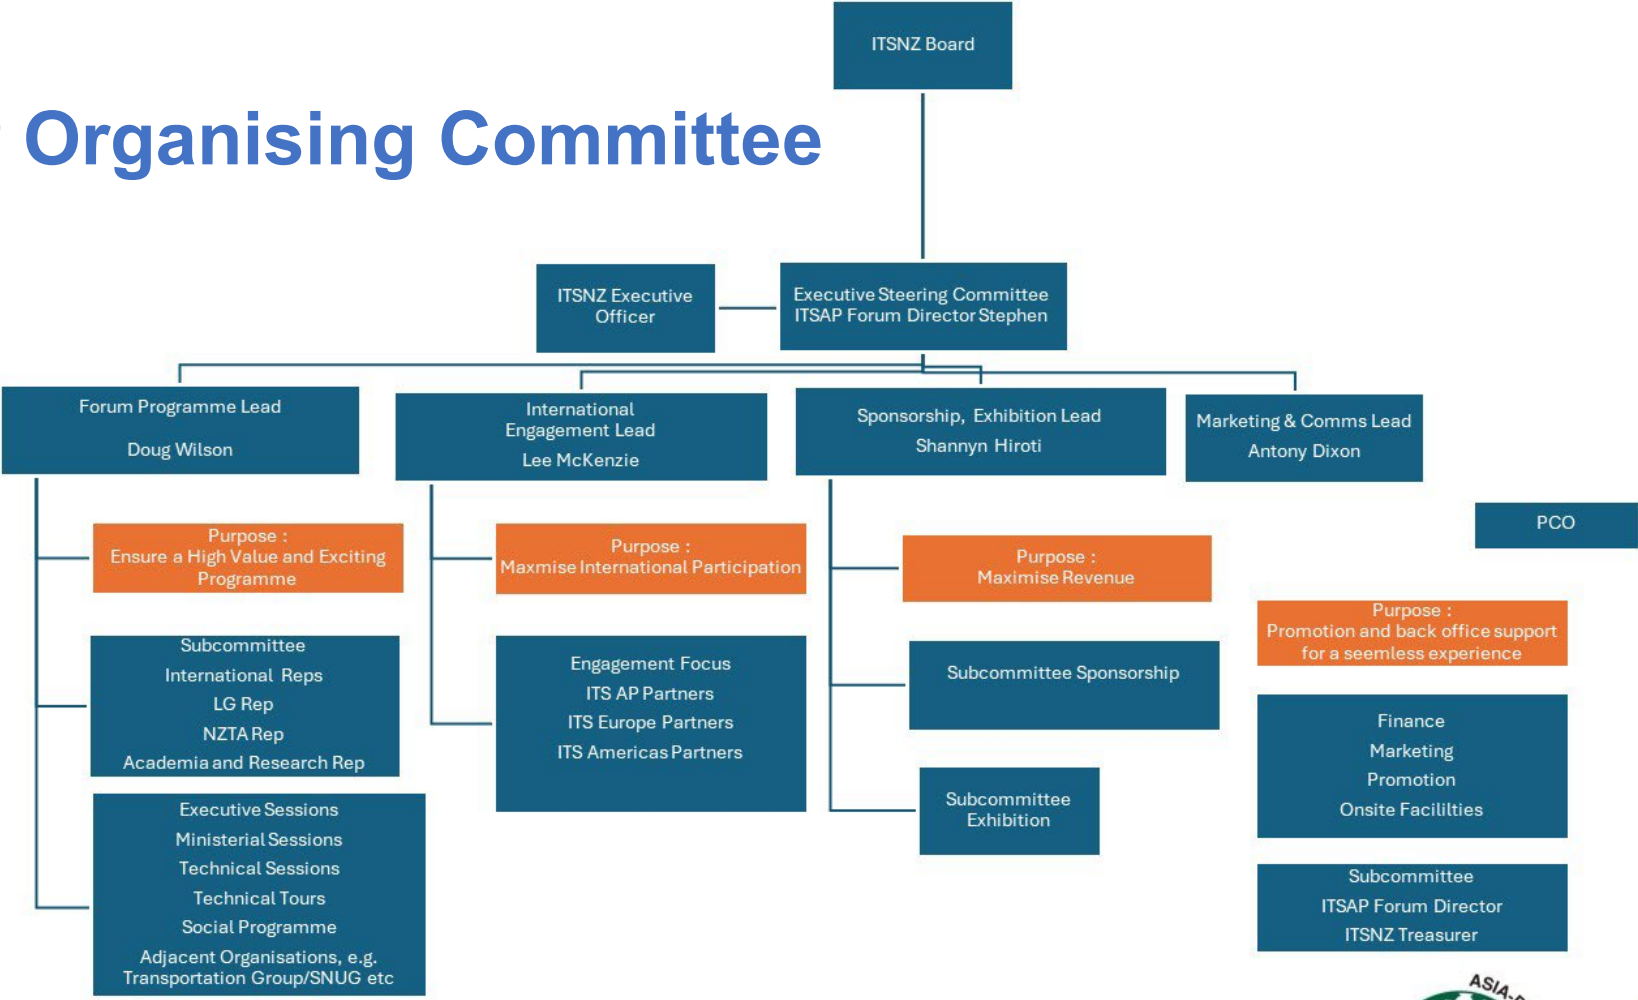 Organising Committee
ITSNZ Board
ITSNZ Executive
Officer
Executive Steering Committee
ITSAP Forum Director Stephen
Forum Programme Lead
Doug Wilson
International
Engagement Lead
Lee McKenzie
Sponsorship, Exhibition Lead
Shannyn Hiroti
Marketing & Comms Lead
Antony Dixon
PCO
Purpose :
Ensure a High Value and Exciting
Programme
Subcommittee
International Reps
LG Rep
NZTA Rep
Academia and Research Rep
Executive Sessions
Ministerial Sessions
Technical Sessions
Technical Tours
Social Programme
Adjacent Organisations, e.g.
Transportation Group/SNUG etc
Purpose :
Maxmise International Participation
Engagement Focus
ITS AP Partners
ITS Europe Partners
ITS Americas Partners
Purpose :
Maximise Revenue
Subcommittee Sponsorship
Subcommittee
Exhibition
Purpose :
Promotion and back office support
for a seemless experience
Finance
Marketing
Promotion
Onsite Facililties
Subcommittee
ITSAP Forum Director
ITSNZ Treasurer
ASIA-